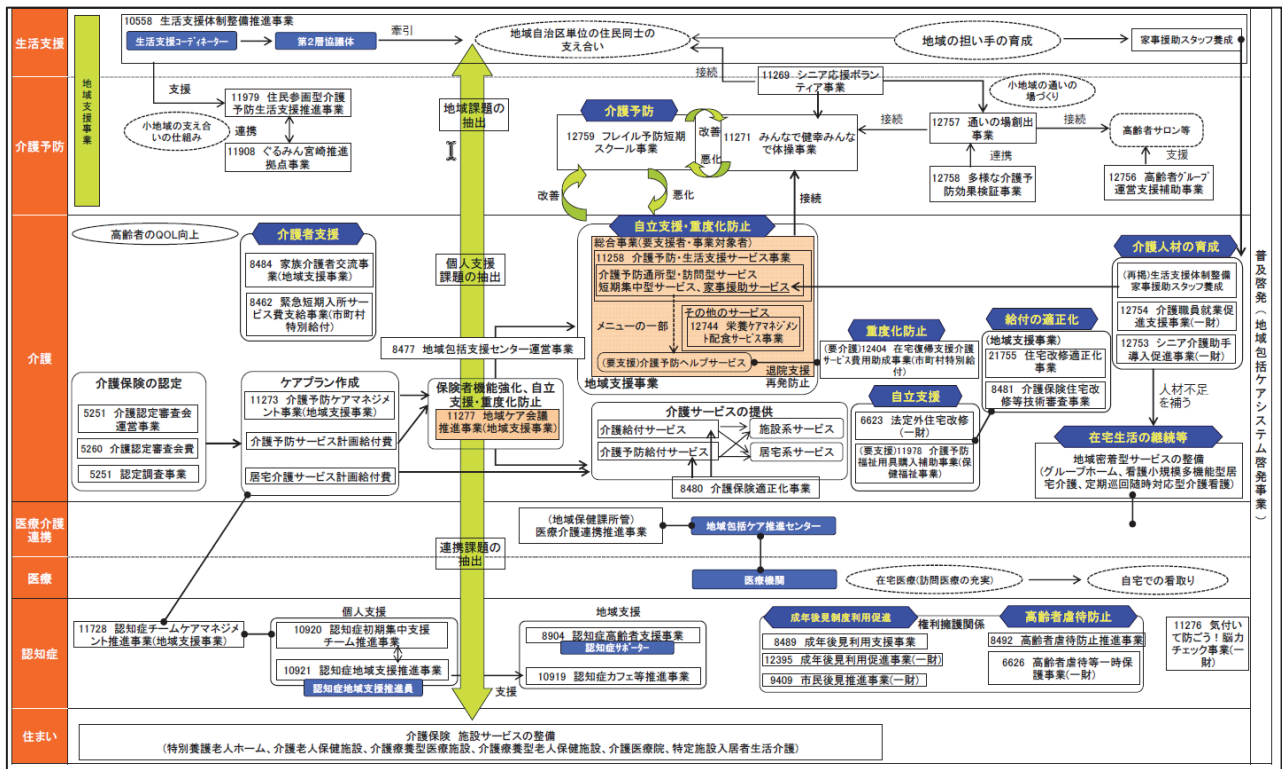 生活支援
10558 生活支援体制整備推進事業
生活支援コーディネーター
第2層協議体
牽引
地域自治区単位の住民同士の
支え合い
地域の担い手の育成
家事援助スタッフ養成
地域支援事業
介護予防
支援
11979 住民参画型介護
予防生活支援推進事業
小地域の支え合
いの仕組み
連携
11908 ぐるみん宮崎推進
拠点事業
地域課題の
抽出
接続
11269 シニア応援ボラン
ティア事業
小地域の通いの
場づくり
介護予防
12759 フレイル予防短期
スクール事業
改善
悪化
11271 みんなで健幸みんな
で体操事業
接続
12757 通いの場創出
事業
接続
高齢者サロン等
連携
支援
12758 多様な介護予
防効果検証事業
12756 高齢者グループ
運営支援補助事業
改善
悪化
接続
介護
高齢者のQOL向上
介護者支援
8484 家族介護者交流事
業(地域支援事業)
8462 緊急短期入所サー
ビス費支給事業(市町村
特別給付)
個人支援
課題の抽出
8477 地域包括支援センター運営事業
自立支援・重度化防止
総合事業(要支援者・事業対象者)
11258 介護予防・生活支援サービス事業
介護予防通所型・訪問型サービス
短期集中型サービス、家事援助サービス
メニューの一部
その他のサービス
12744 栄養ケアマネジメン
ト配食サービス事業
(要支援)介護予防ヘルプサービス
地域支援事業
退院支援
再発防止
重度化防止
(要介護)12404 在宅復帰支援介護
サービス費用助成事業(市町村特別給
付)
給付の適正化
(地域支援事業)
21755 住宅改修適正化
事業
8481 介護保険住宅改
修等技術審査事業
介護人材の育成
(再掲)生活支援体制整備
家事援助スタッフ養成
12754 介護職員就業促
進支援事業(一財)
12753 シニア介護助手
導入促進事業(一財)
人材不足
を補う
介護保険の認定
5251 介護認定審査会
運営事業
5260 介護認定審査会費
5251 認定調査事業
ケアプラン作成
11273 介護予防ケアマネジメ
ント事業(地域支援事業)
介護予防サービス計画給付費
居宅介護サービス計画給付費
保険者機能強化、自立
支援・重度化防止
11277 地域ケア会議
推進事業(地域支援事業)
介護サービスの提供
介護給付サービス
介護予防給付サービス
施設系サービス
居宅系サービス
8480 介護保険適正化事業
自立支援
6623 法定外住宅改修
(一財)
(要支援)11978 介護予防
福祉用具購入補助事業(保
健福祉事業)
在宅生活の継続等
地域密着型サービスの整備
(グループホーム、看護小規模多機能型居
宅介護、定期巡回随時対応型介護看護)
普及啓発(地域包括ケアシステム啓発事業)
医療介護
連携
(地域保健課所管)
医療介護連携推進事業
地域包括ケア推進センター
連携課題の
抽出
医療
医療機関
在宅医療(訪問医療の充実)
自宅での看取り
認知症
11728 認知症チームケアマネジメ
ント推進事業(地域支援事業)
個人支援
10920 認知症初期集中支援
チーム推進事業
10921 認知症地域支援推進事業
認知症地域支援推進員
支援
地域支援
8904 認知症高齢者支援事業
認知症サポーター
10919 認知症カフェ等推進事業
成年後見制度利用促進
権利擁護関係
高齢者虐待防止
8489 成年後見利用支援事業
12395 成年後見利用促進事業(一財)
9409 市民後見推進事業(一財)
8492 高齢者虐待防止推進事業
6626 高齢者虐待等一時保
護事業(一財)
11276 気付い
て防ごう！脳力
チェック事業(一
財)
住まい
介護保険 施設サービスの整備
(特別養護老人ホーム、介護老人保健施設、介護療養型医療施設、介護療養型老人保健施設、介護医療院、特定施設入居者生活介護)